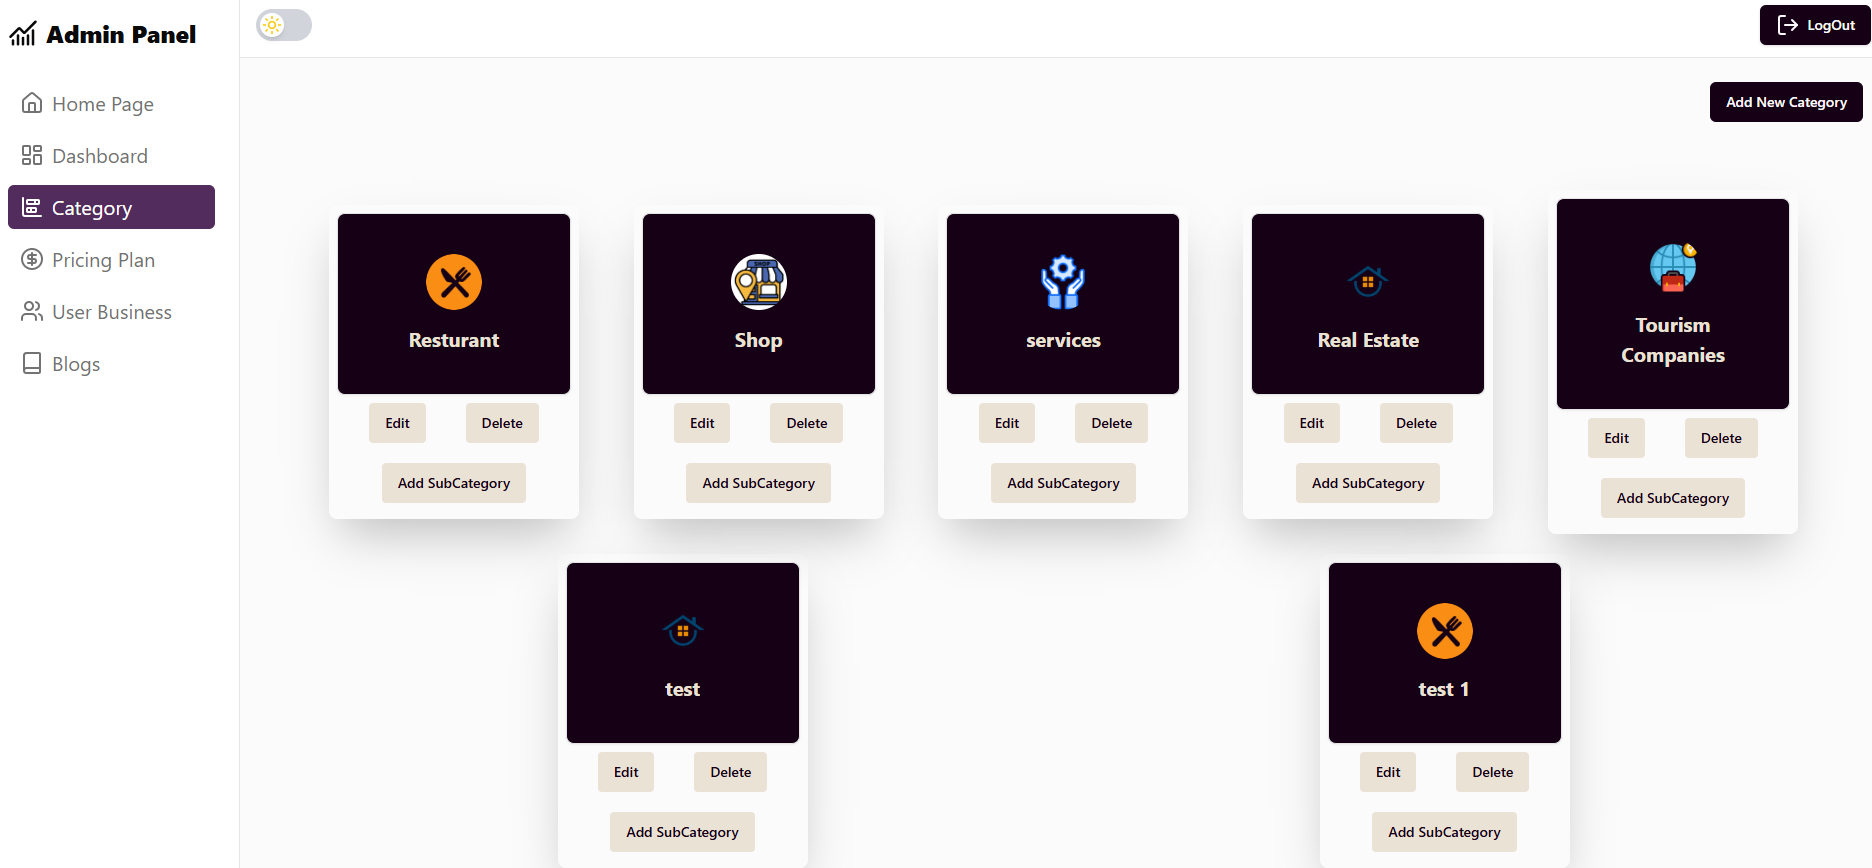 Admin Panel
LogOut
Home Page
Dashboard
Category
Pricing Plan
User Business
Blogs
Add New Category
Resturant
Edit
Delete
Add SubCategory
SHOP
Shop
Edit
Delete
Add SubCategory
services
Edit
Delete
Add SubCategory
Real Estate
Edit
Delete
Add SubCategory
Tourism
Companies
Edit
Delete
Add SubCategory
test
Edit
Delete
Add SubCategory
test 1
Edit
Delete
Add SubCategory